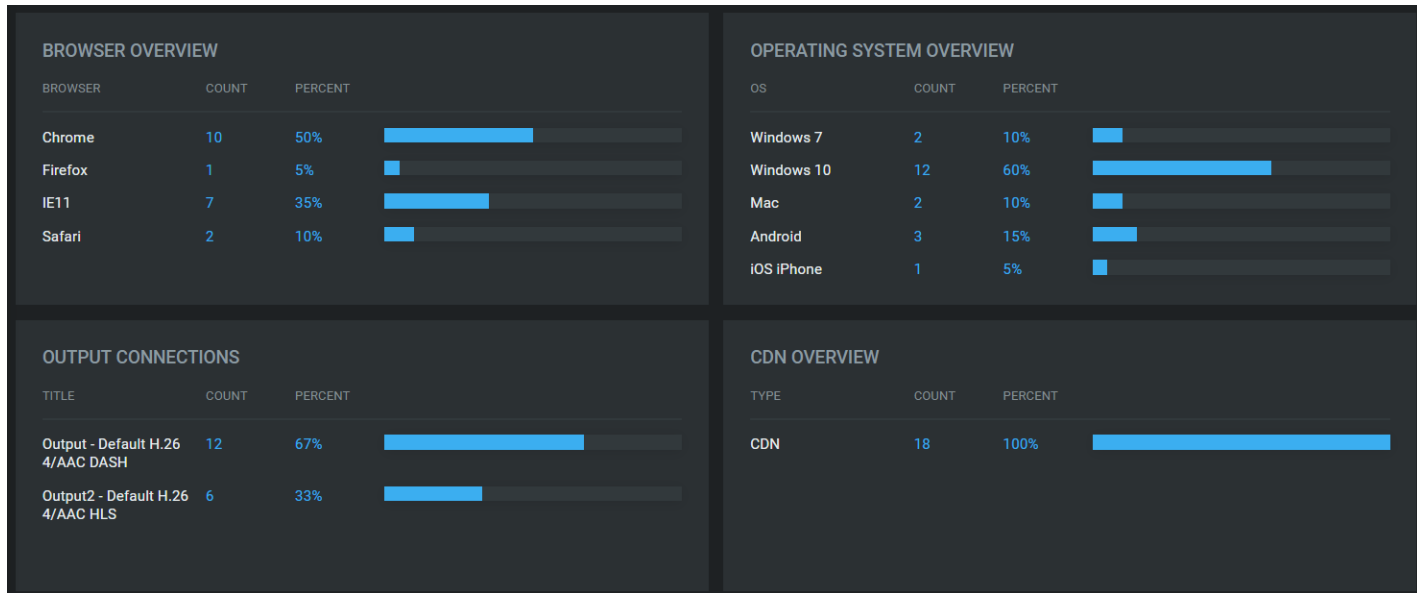 BROWSER OVERVIEW
BROWSER COUNT PERCENT
Chrome 10 50%
Firefox 1 5%
IE11 7 35%
Safari 2 10%
OPERATING SYSTEM OVERVIEW
OS COUNT PERCENT
Windows 7 2 10%
Windows 10 12 60%
Mac 2 10%
Android 3 15%
iOS iPhone 1 5%
OUTPUT CONNECTIONS
TITLE COUNT PERCENT
Output - Default H.26 12 67%
4/AAC DASH
Output2 - Default H.26 6 33%
4/AAC HLS
CDN OVERVIEW
TYPE COUNT PERCENT
CDN 18 100%